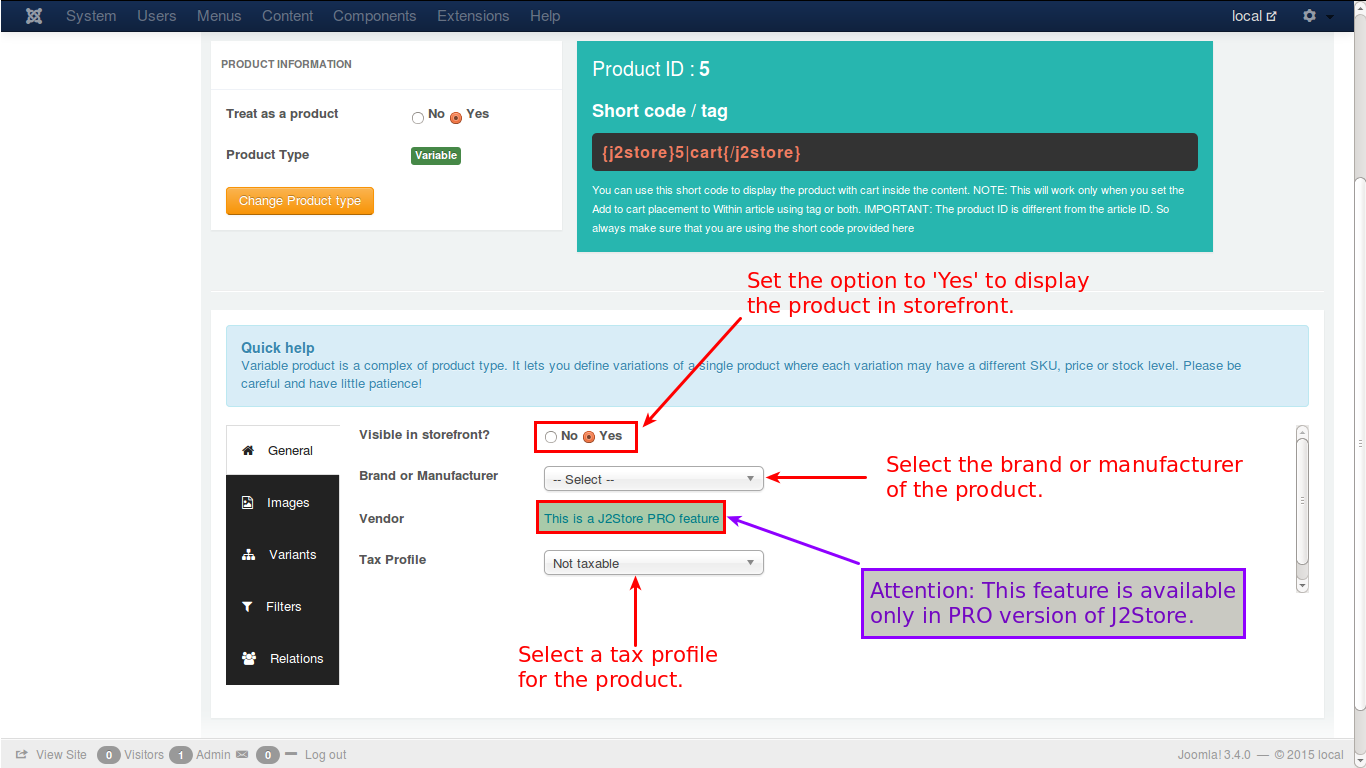 System Users Menus Content Components Extensions Help local
PRODUCT INFORMATION
Treat as a product No Yes
Product Type Variable
Change Product type
Product ID : 5
Short code / tag
{j2store}5|cart{/j2store}
You can use this short code to display the product with cart inside the content. NOTE: This will work only when you set the
Add to cart placement to Within article using tag or both. IMPORTANT: The product ID is different from the article ID. So
always make sure that you are using the short code provided here
Set the option to 'Yes' to display
the product in storefront.
Quick help
Variable product is a complex of product type. It lets you define variations of a single product where each variation may have a different SKU, price or stock level. Please be
careful and have little patience!
General
Images
Variants
Filters
Relations
Visible in storefront? No Yes
Brand or Manufacturer -- Select --
Select the brand or manufacturer
of the product.
Vendor This is a J2Store PRO feature
Tax Profile Not taxable
Attention: This feature is available
only in PRO version of J2Store.
Select a tax profile
for the product.
View Site 0 Visitors 1 Admin 0 Log out Joomla! 3.4.0 — © 2015 local